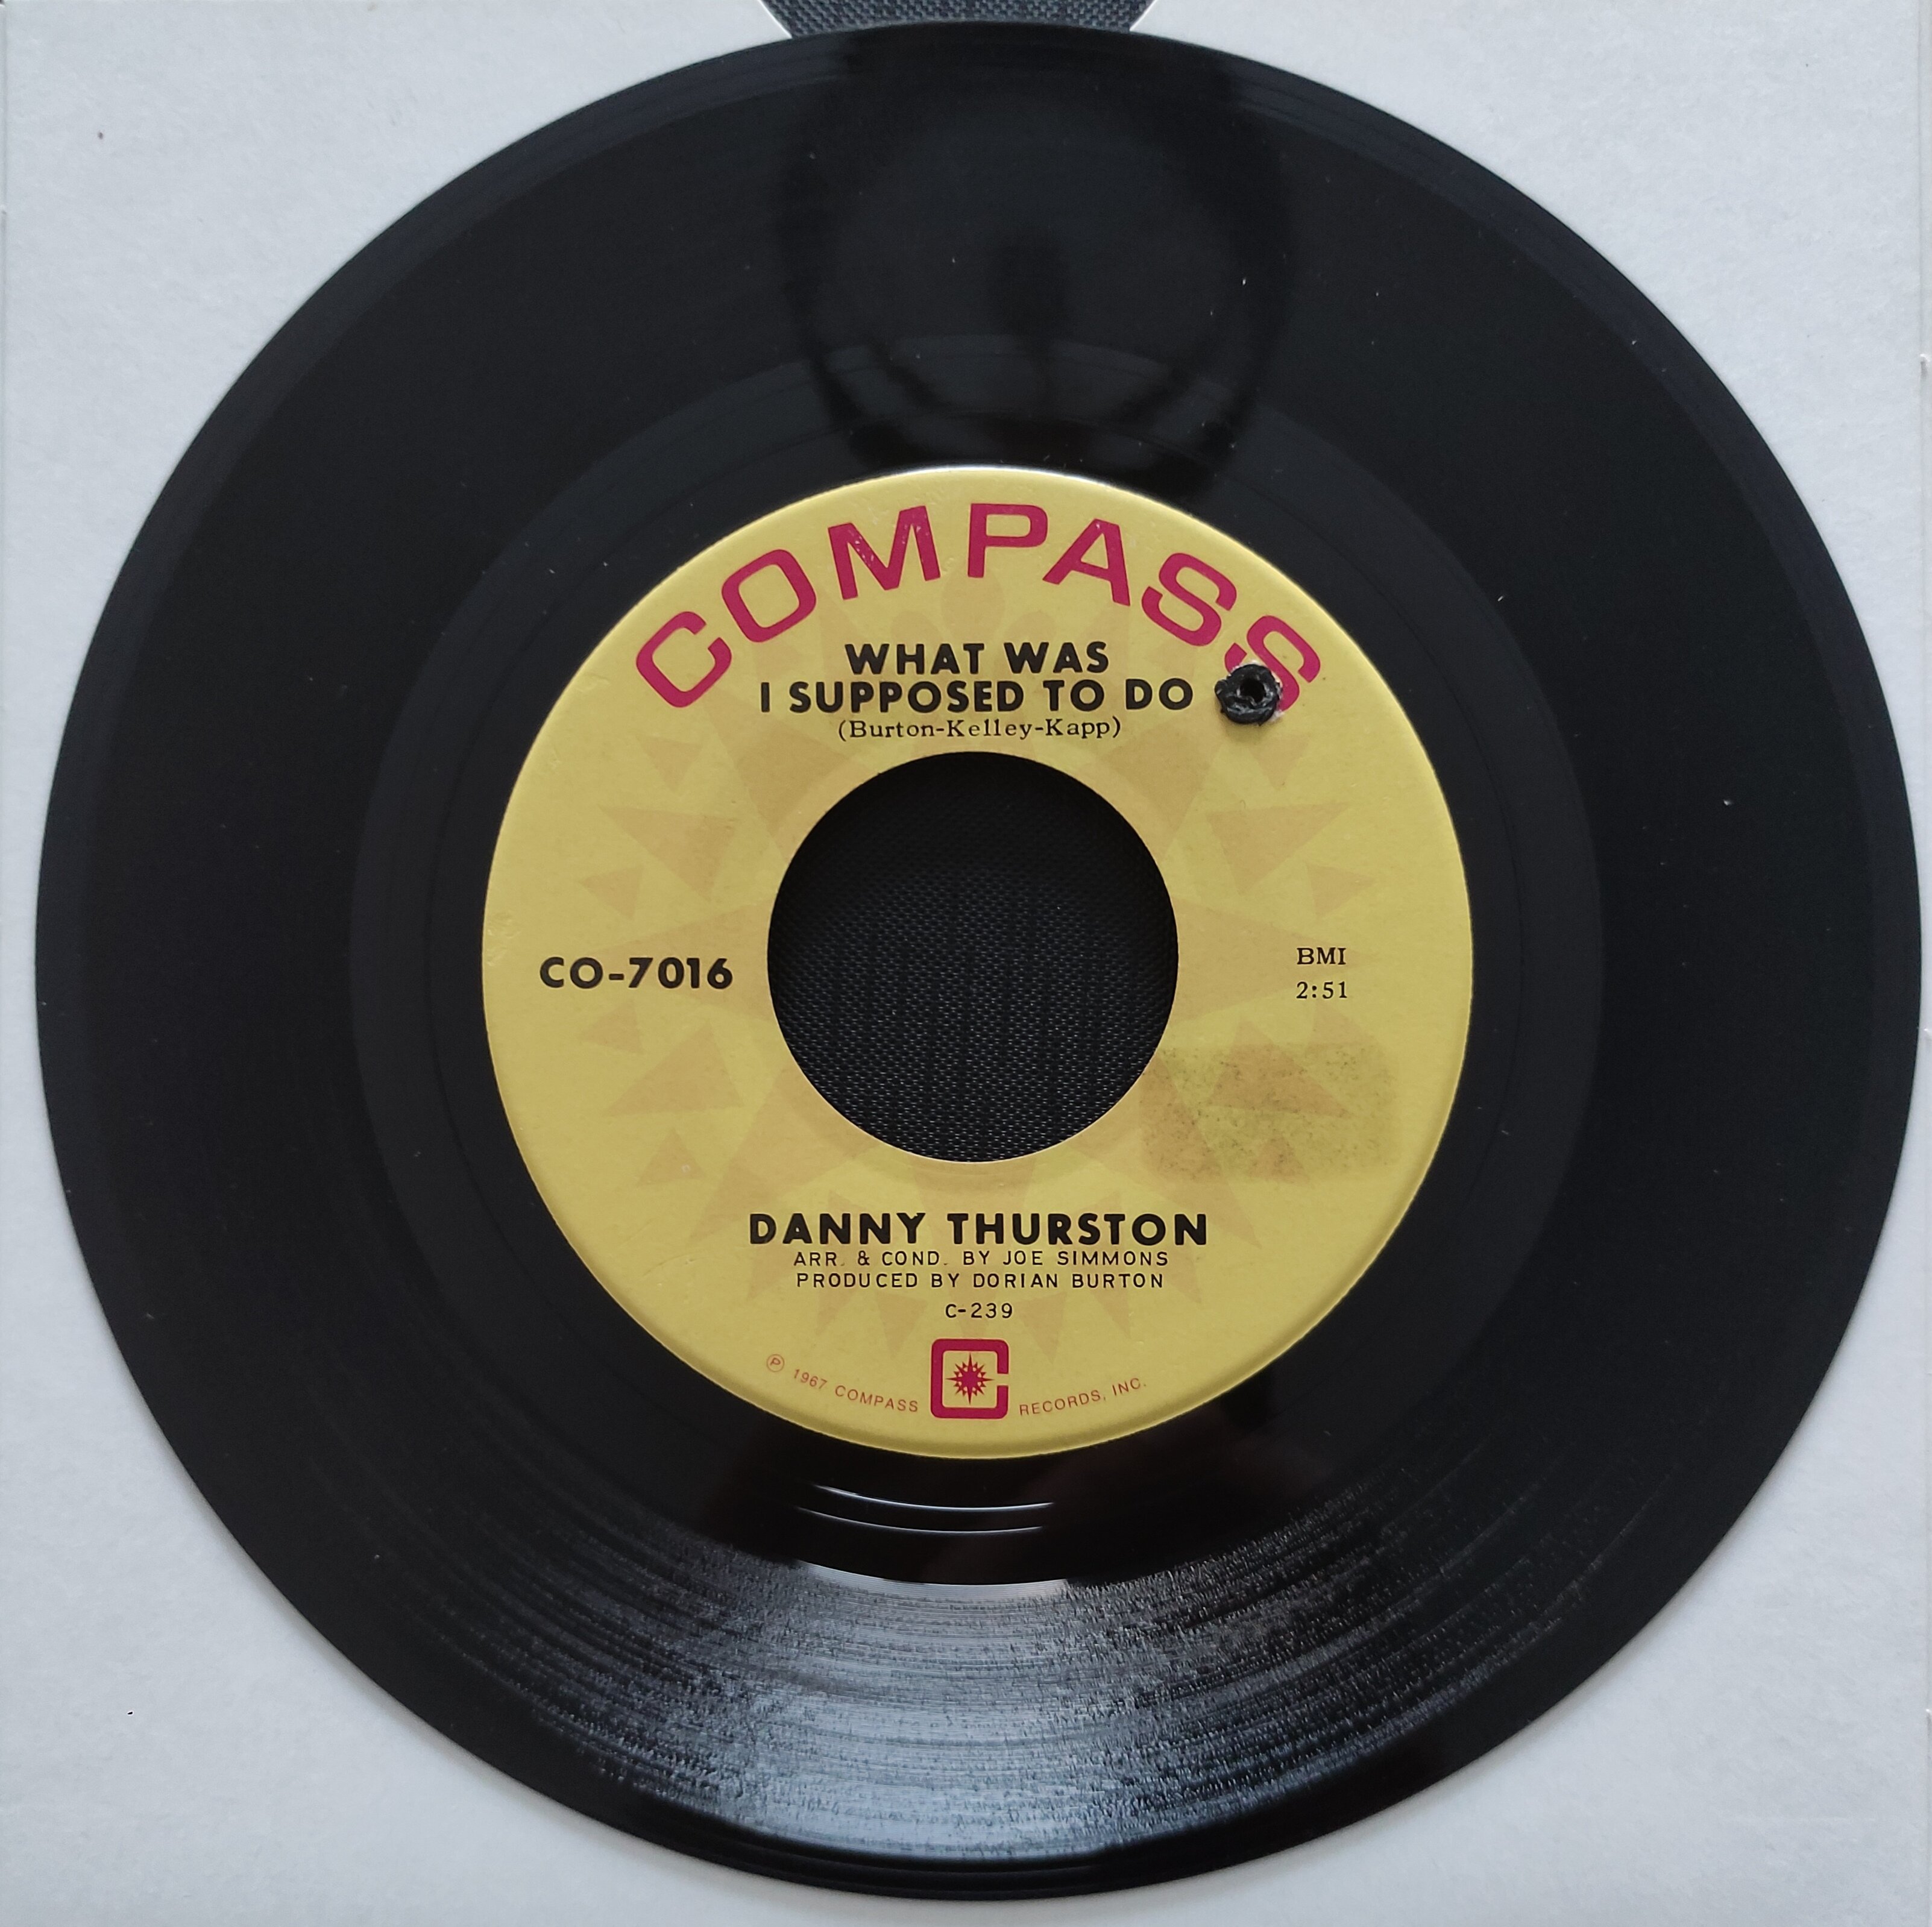 COMPASS
WHAT WAS
I SUPPOSED TO DO
(Burton-Kelley-Kapp)
CO-7016
BMI
2:51
DANNY THURSTON
ARR. & COND. BY JOE SIMMONS
PRODUCED BY DORIAN BURTON
C-239
Ⓟ 1967 COMPASS C RECORDS, INC.